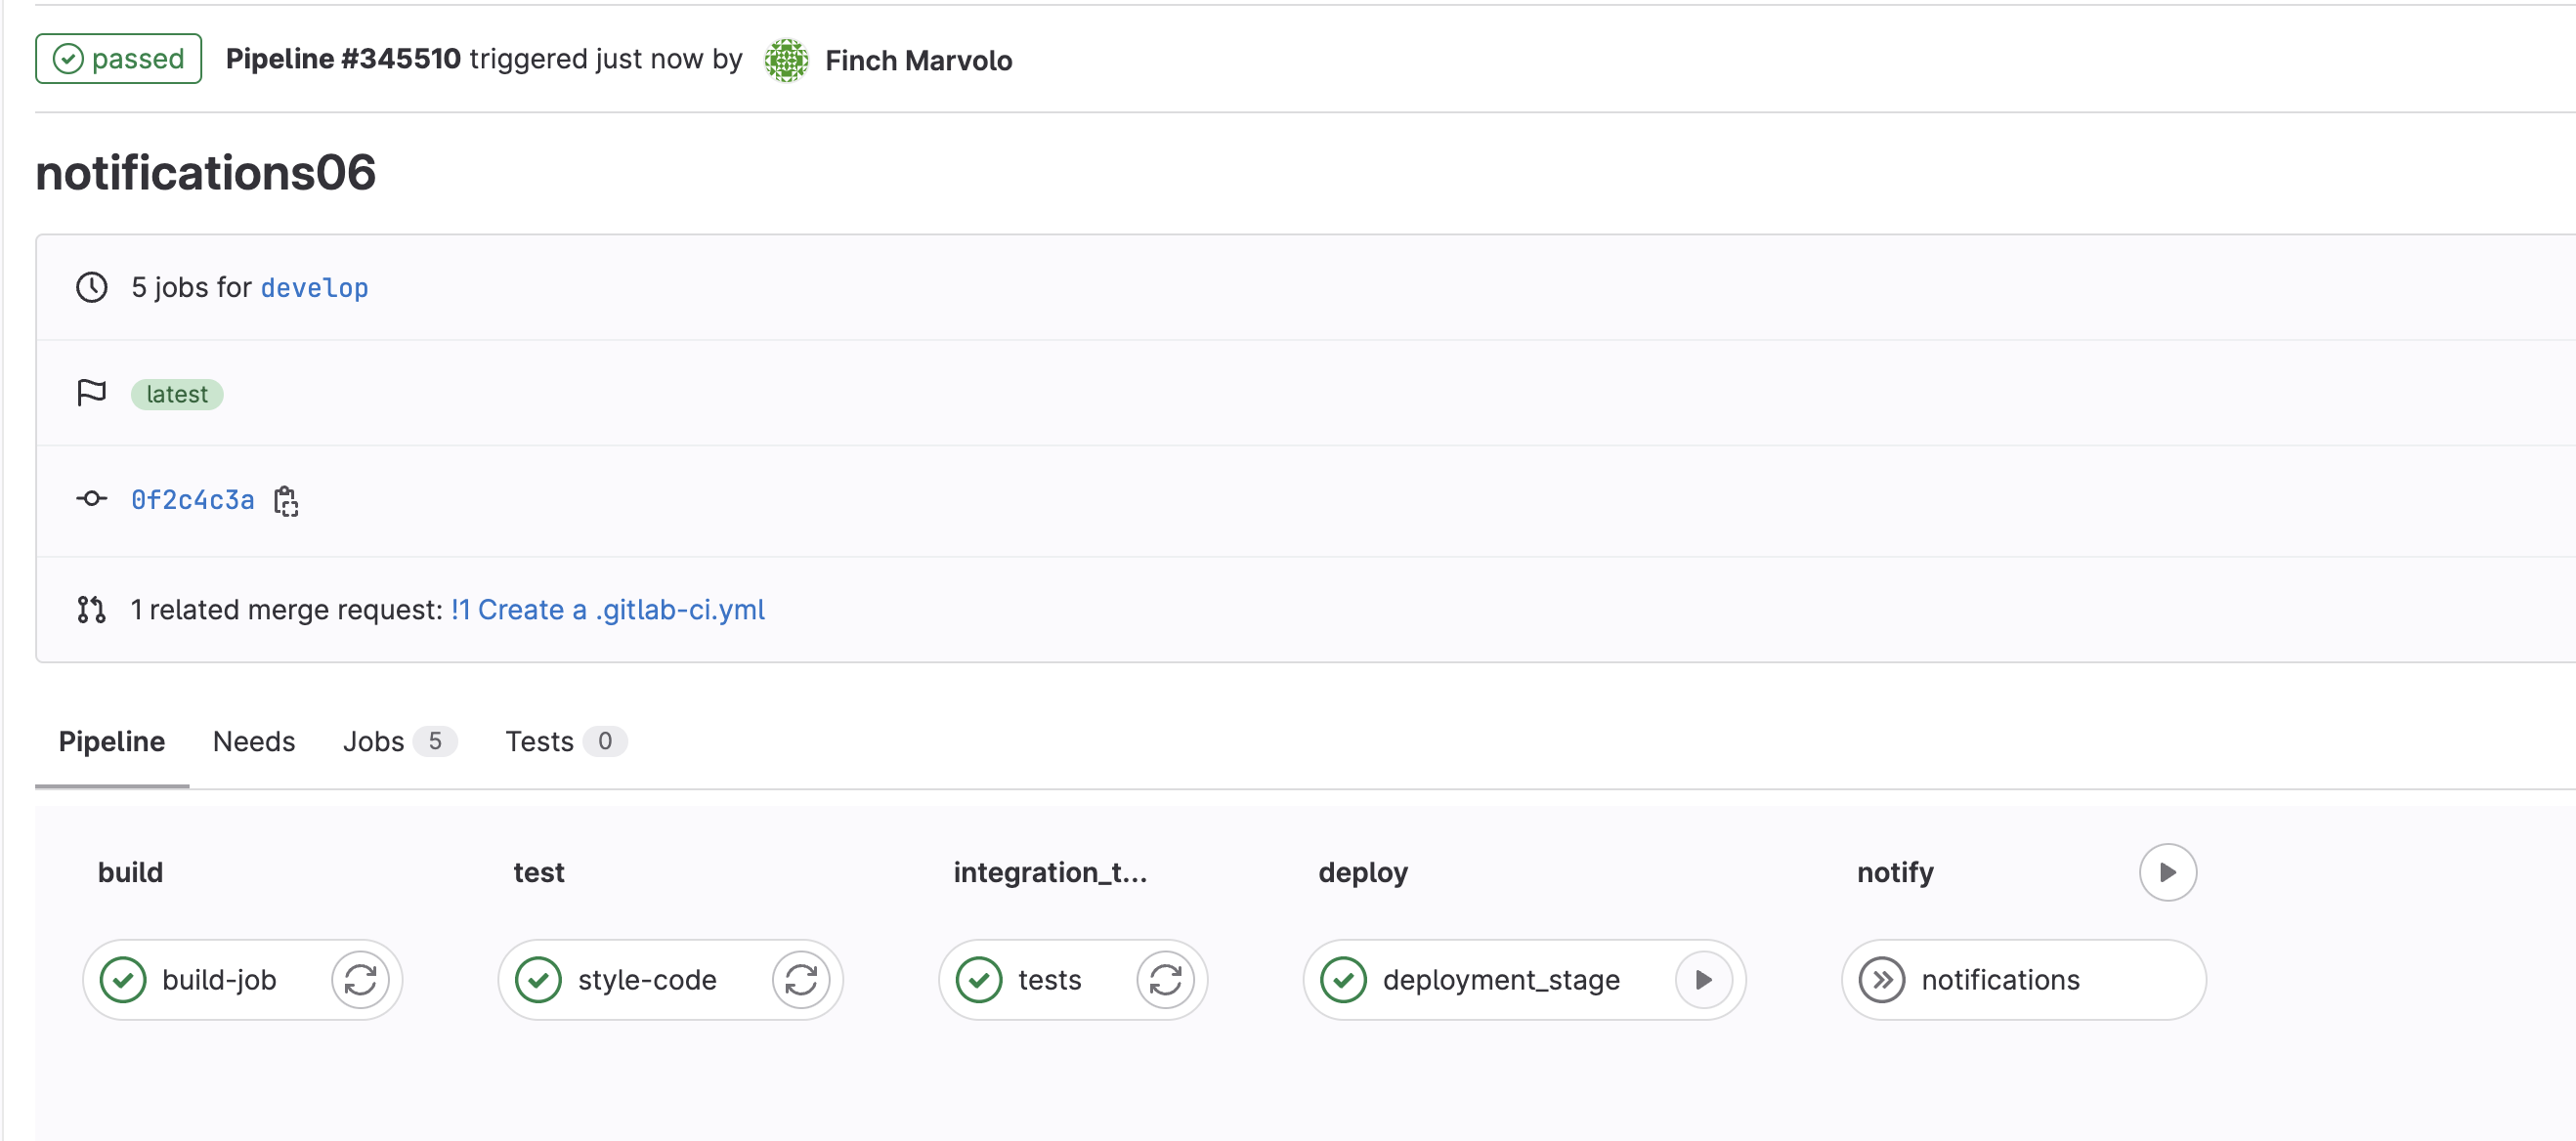 passed Pipeline #345510 triggered just now by Finch Marvolo
notifications06
5 jobs for develop
latest
0f2c4c3a
1 related merge request: !1 Create a .gitlab-ci.yml
Pipeline Needs Jobs 5 Tests 0
build test integration_t... deploy notify
build-job style-code tests deployment_stage notifications